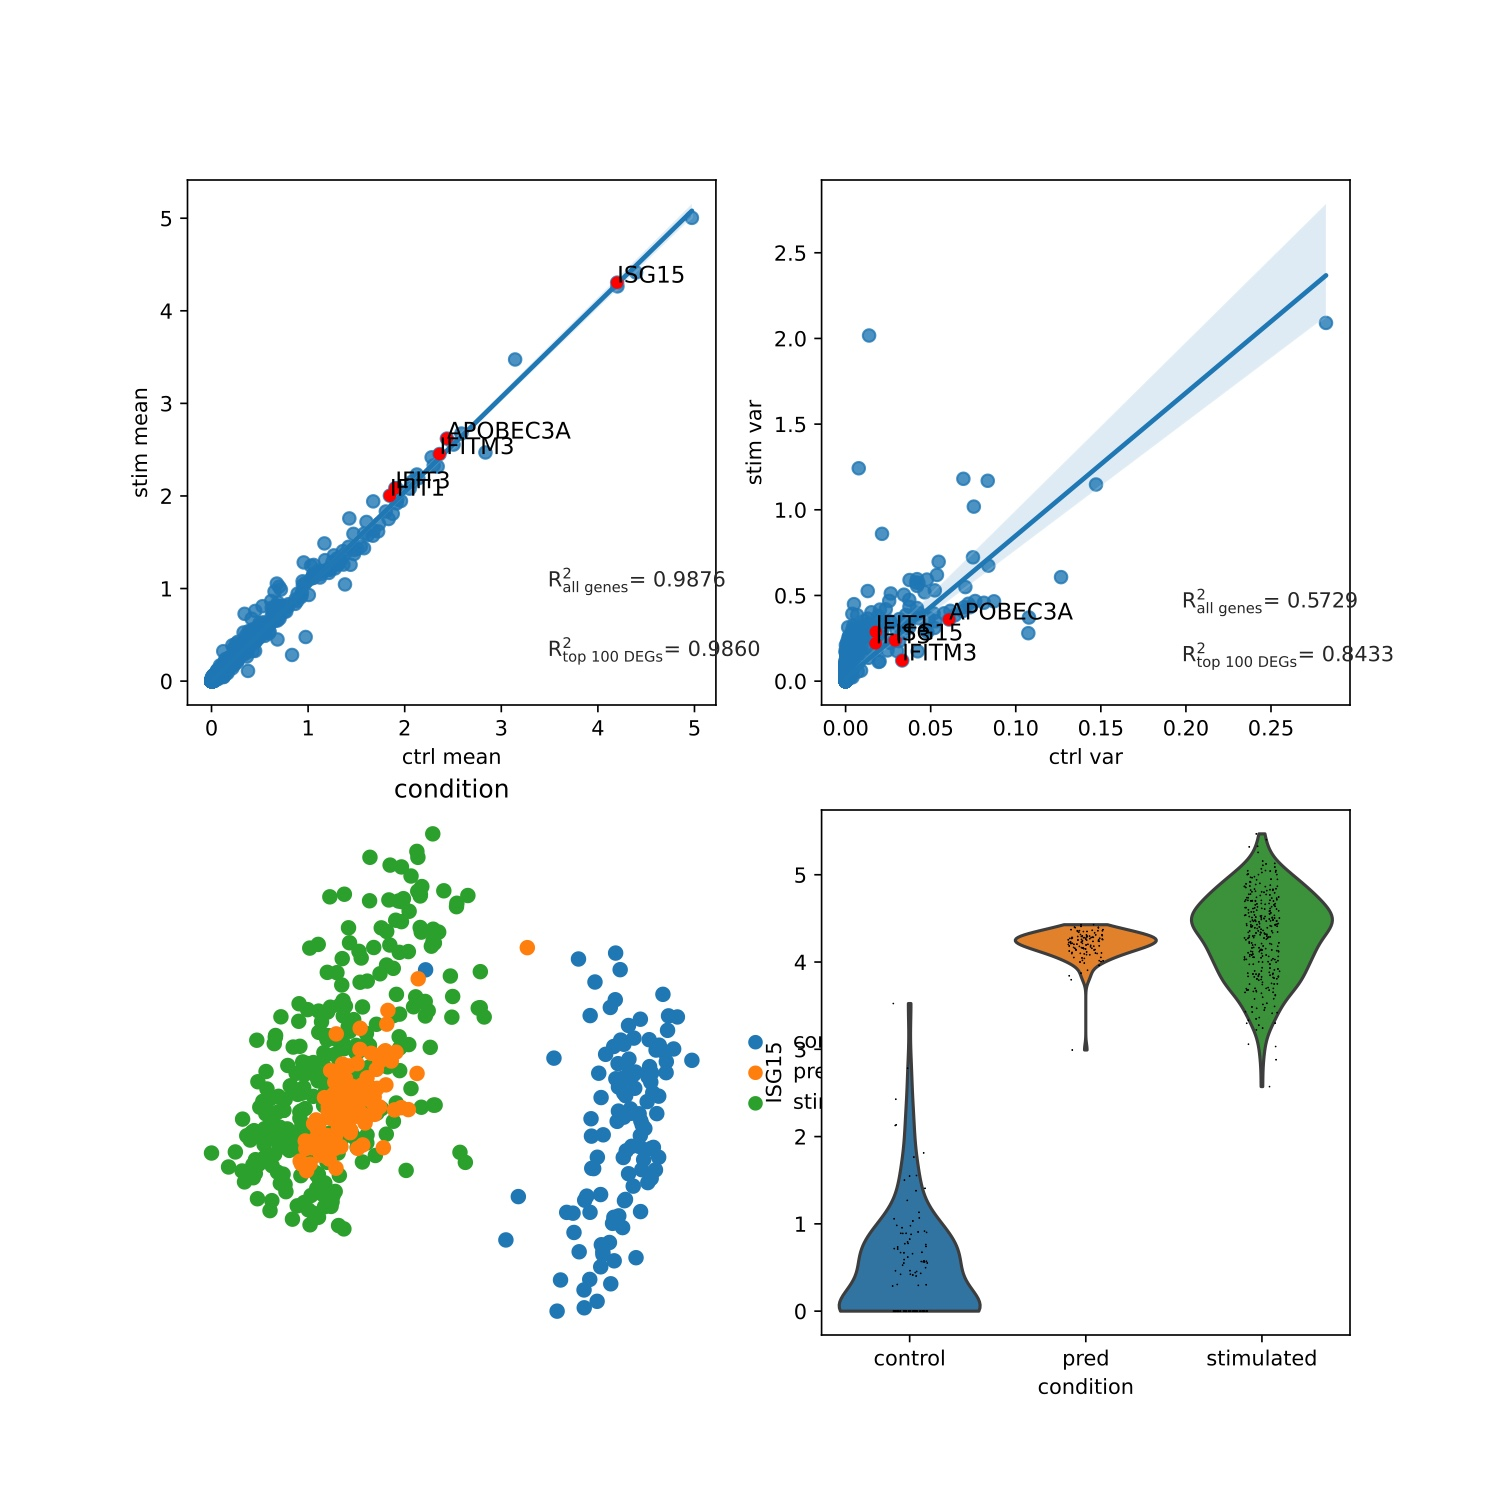 5
4
3
2
1
0
stim mean
ISG15
APOBEC3A
IFITM3
IFIT3
IFIT1
R²all genes= 0.9876
R²top 100 DEGs= 0.9860
0 1 2 3 4 5
ctrl mean
2.5
2.0
1.5
1.0
0.5
0.0
stim var
APOBEC3A
IFIT1
ISG15
IFIT3
IFITM3
R²all genes= 0.5729
R²top 100 DEGs= 0.8433
0.00 0.05 0.10 0.15 0.20 0.25
ctrl var
condition
co
pre
sti
ISG15
5
4
3
2
1
0
control pred stimulated
condition